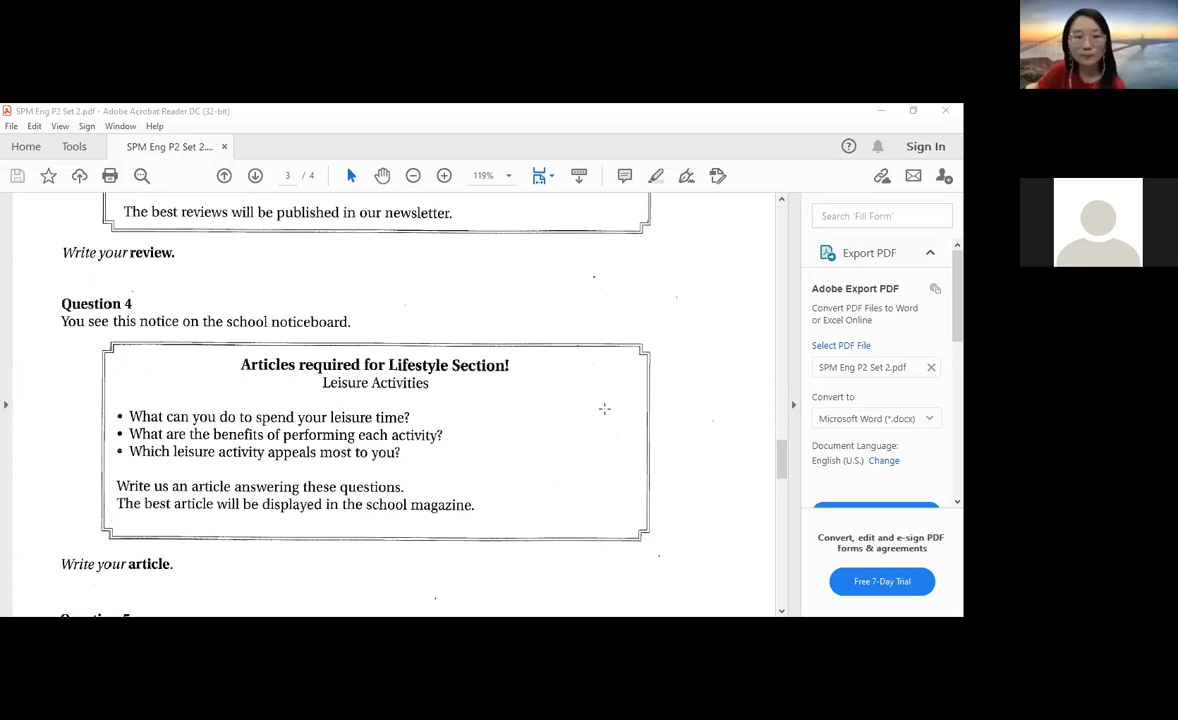 SPM Eng P2 Set 2.pdf - Adobe Acrobat Reader DC (32-bit)
File Edit View Sign Window Help
Home Tools SPM Eng P2 Set 2.... × Sign In
3 / 4 119%
The best reviews will be published in our newsletter.
Write your review.
Question 4
You see this notice on the school noticeboard.
Articles required for Lifestyle Section!
Leisure Activities
• What can you do to spend your leisure time?
• What are the benefits of performing each activity?
• Which leisure activity appeals most to you?
Write us an article answering these questions.
The best article will be displayed in the school magazine.
Write your article.
Search 'Fill Form'
Export PDF
Adobe Export PDF
Convert PDF Files to Word
or Excel Online
Select PDF File
SPM Eng P2 Set 2.pdf
Convert to
Microsoft Word (*.docx)
Document Language:
English (U.S.) Change
Convert, edit and e-sign PDF
forms & agreements
Free 7-Day Trial